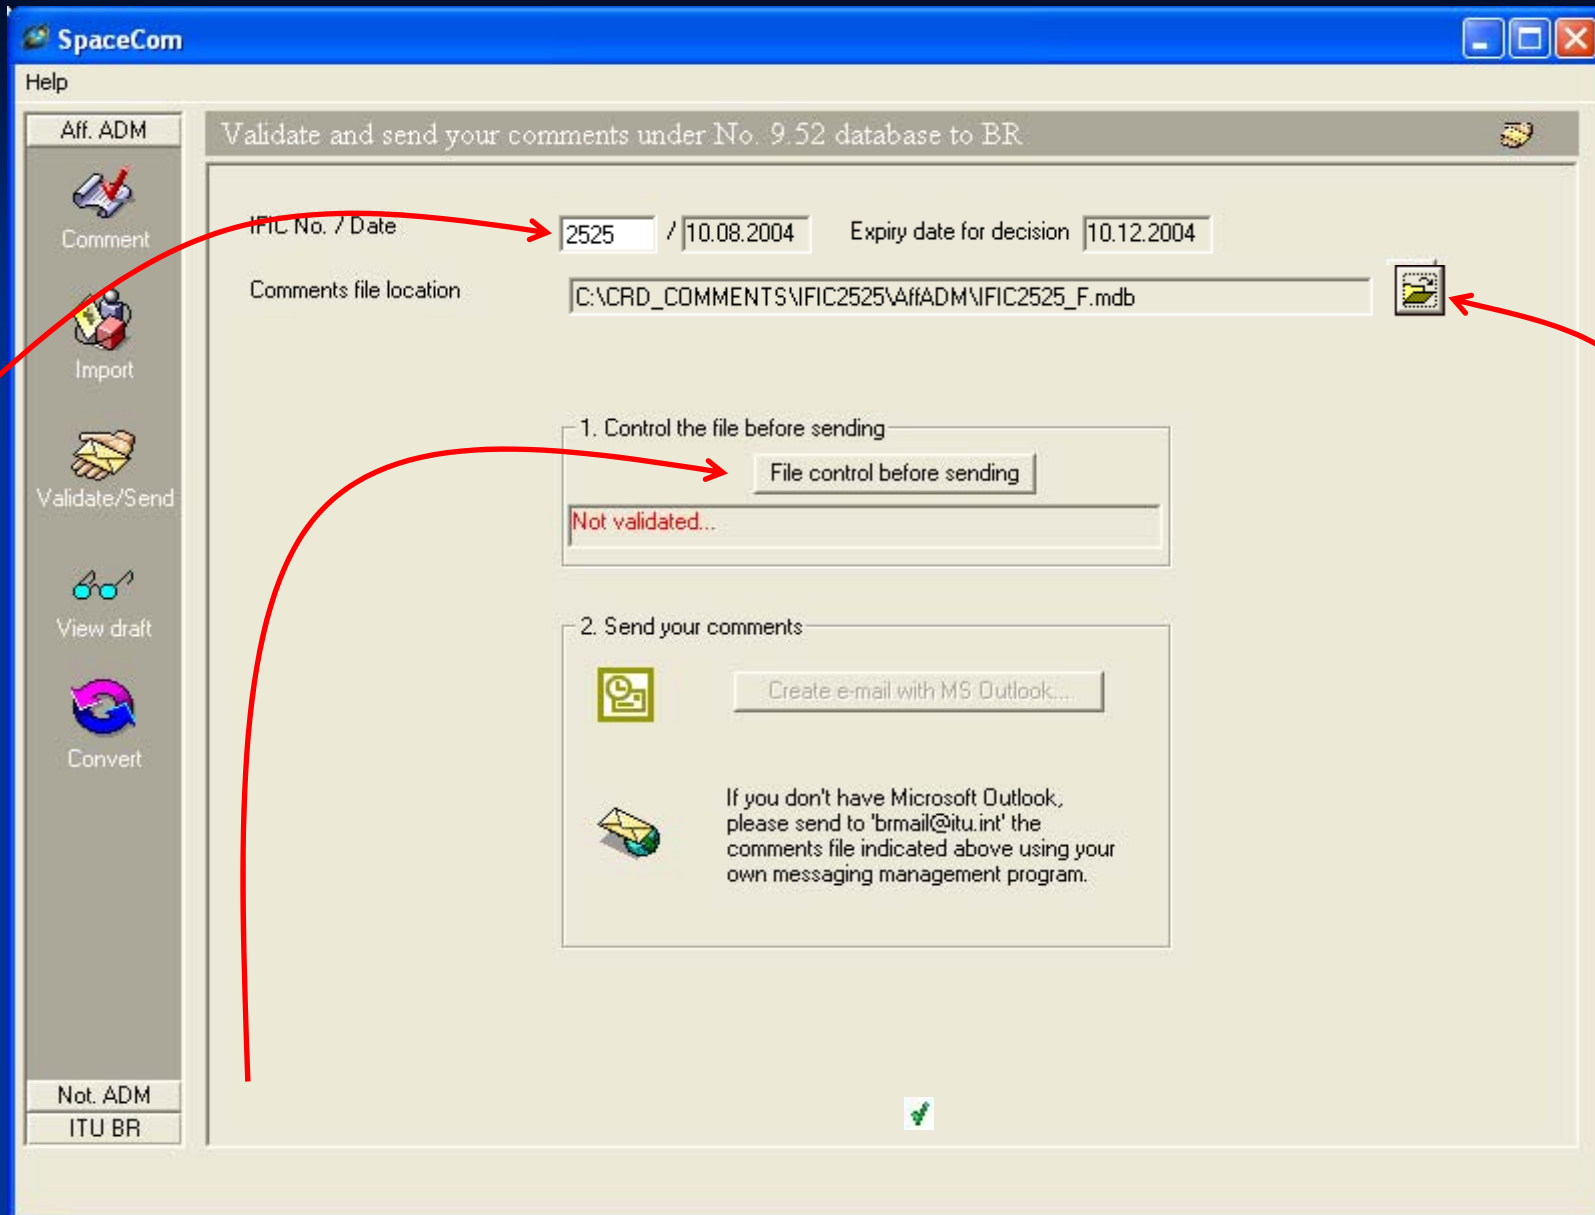 SpaceCom
Help
Aff. ADM
Validate and send your comments under No. 9.52 database to BR
Comment
Import
Validate/Send
View draft
Convert
Not. ADM
ITU BR
IFIC No. / Date 2525 / 10.08.2004 Expiry date for decision 10.12.2004
Comments file location C:\CRD_COMMENTS\IFIC2525\AffADM\IFIC2525_F.mdb
1. Control the file before sending
File control before sending
Not validated...
2. Send your comments
Create e-mail with MS Outlook...
If you don't have Microsoft Outlook,
please send to 'brmail@itu.int' the
comments file indicated above using your
own messaging management program.